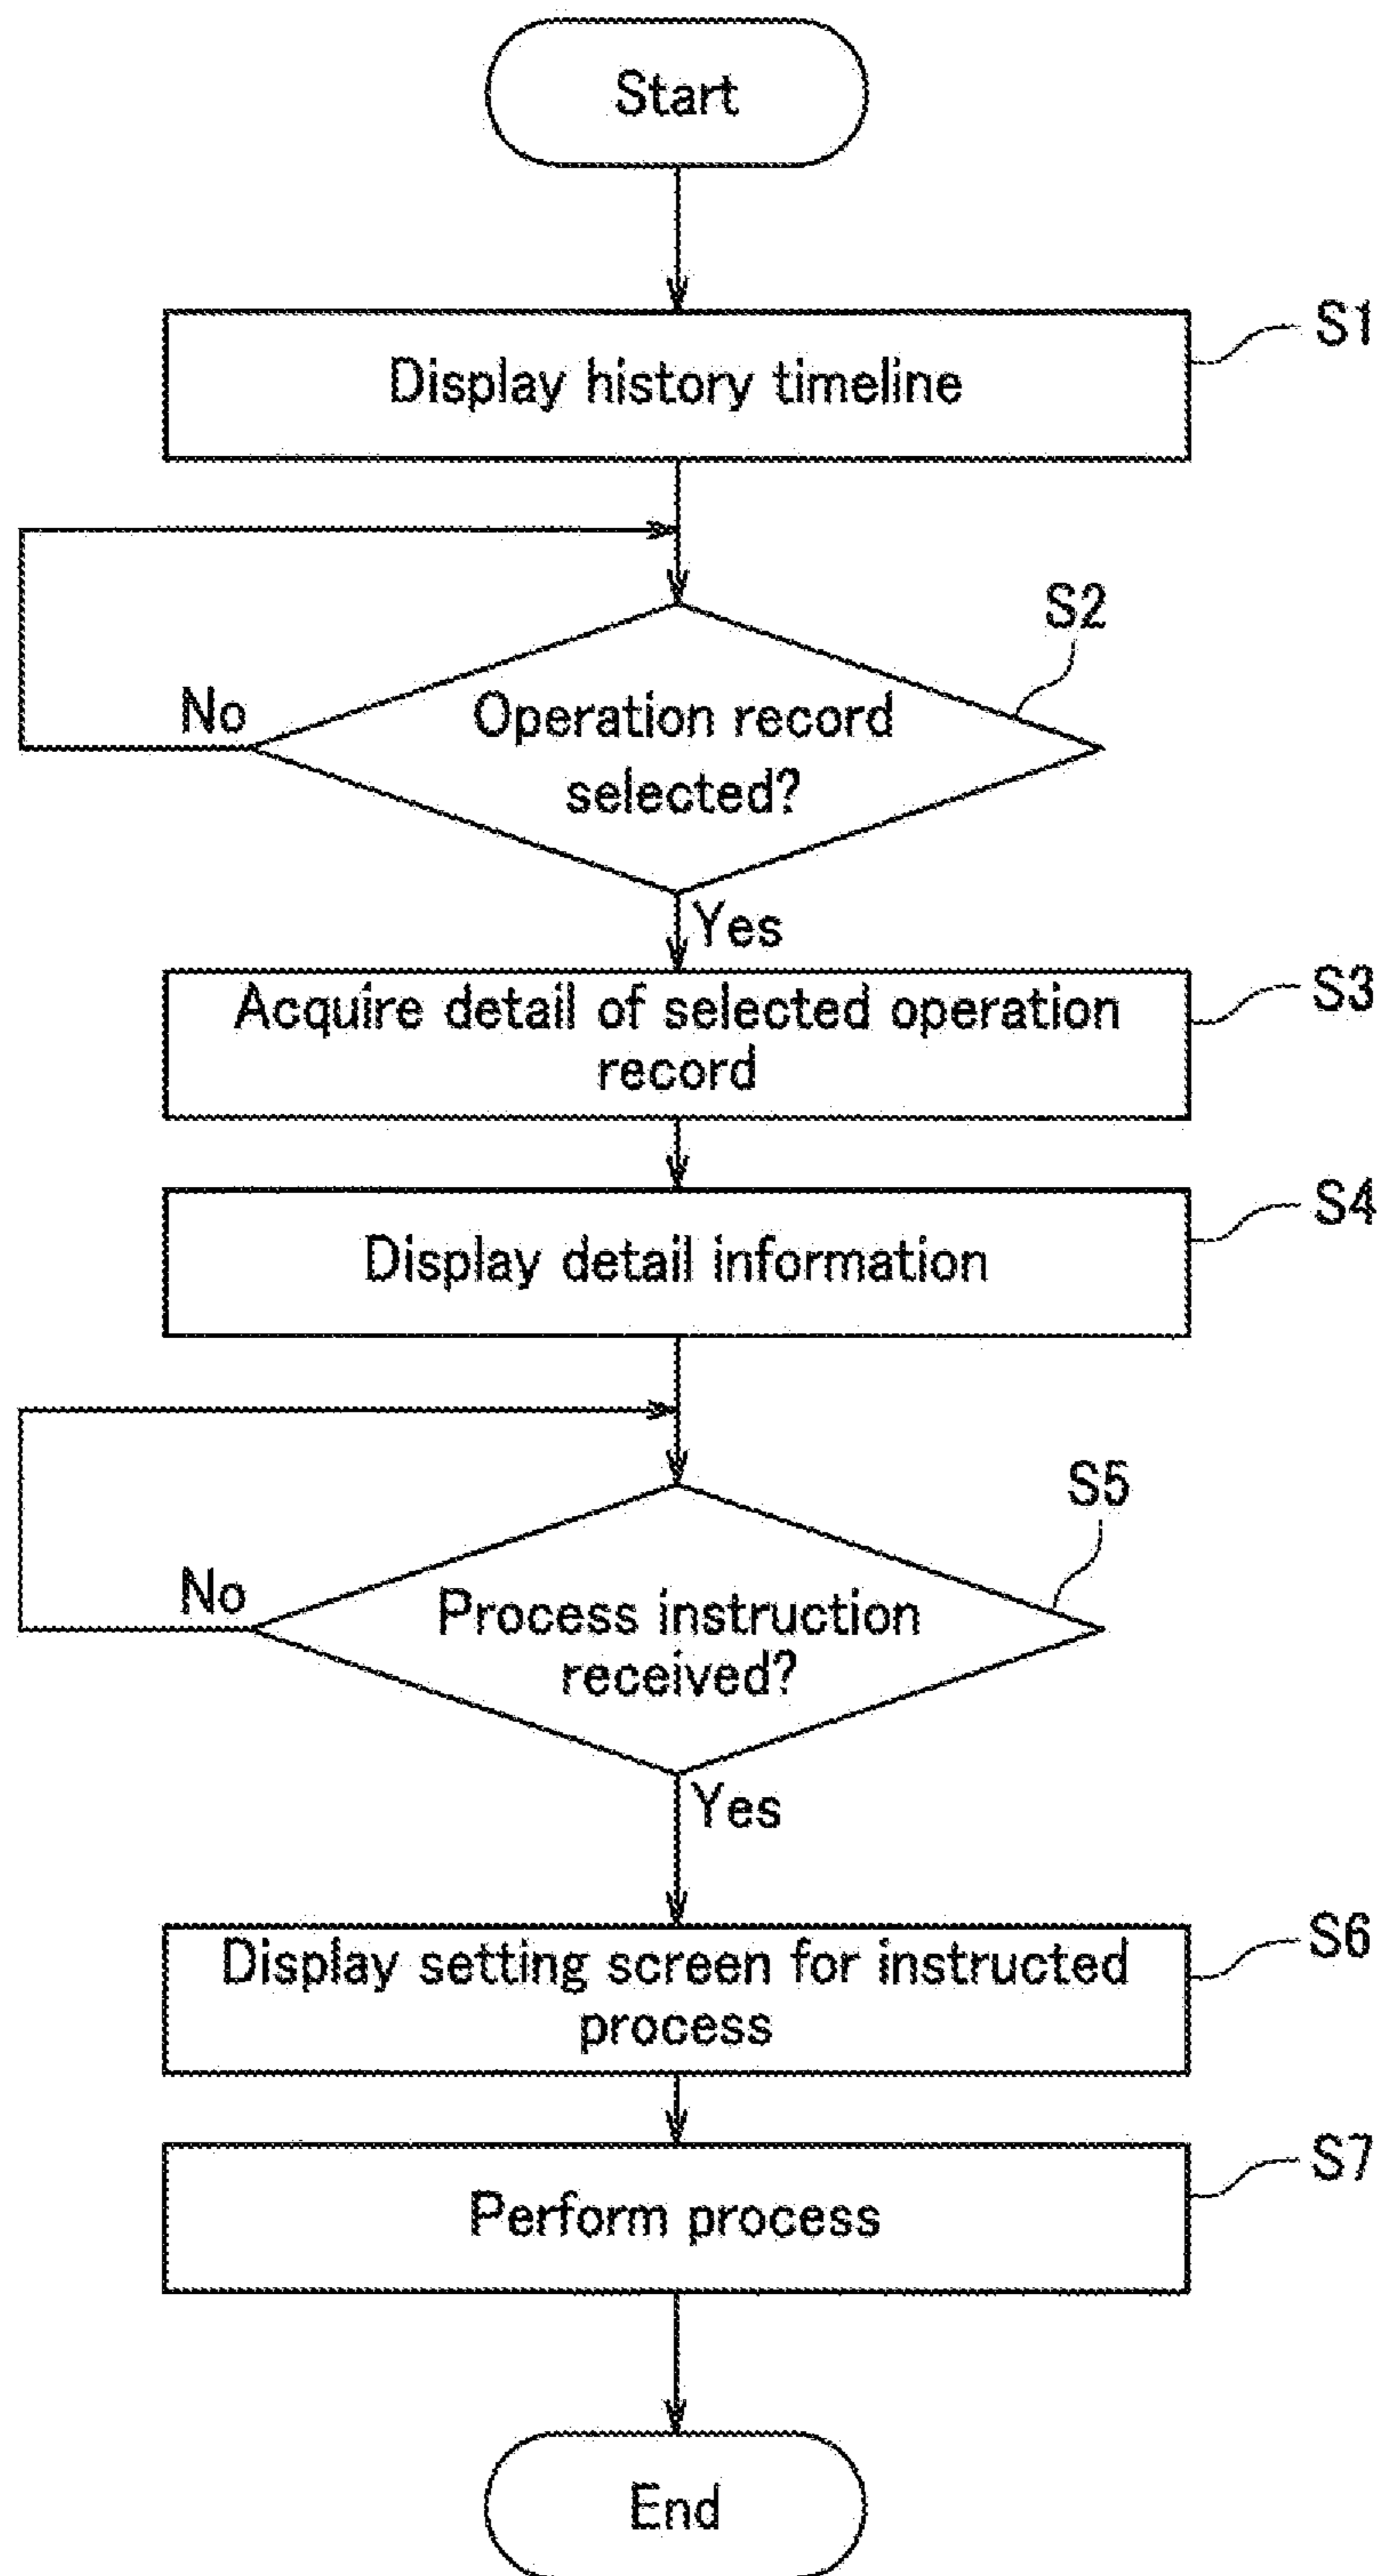 Start
S1
Display history timeline
S2
No
Operation record
selected?
Yes
S3
Acquire detail of selected operation
record
S4
Display detail information
S5
No
Process instruction
received?
Yes
S6
Display setting screen for instructed
process
S7
Perform process
End